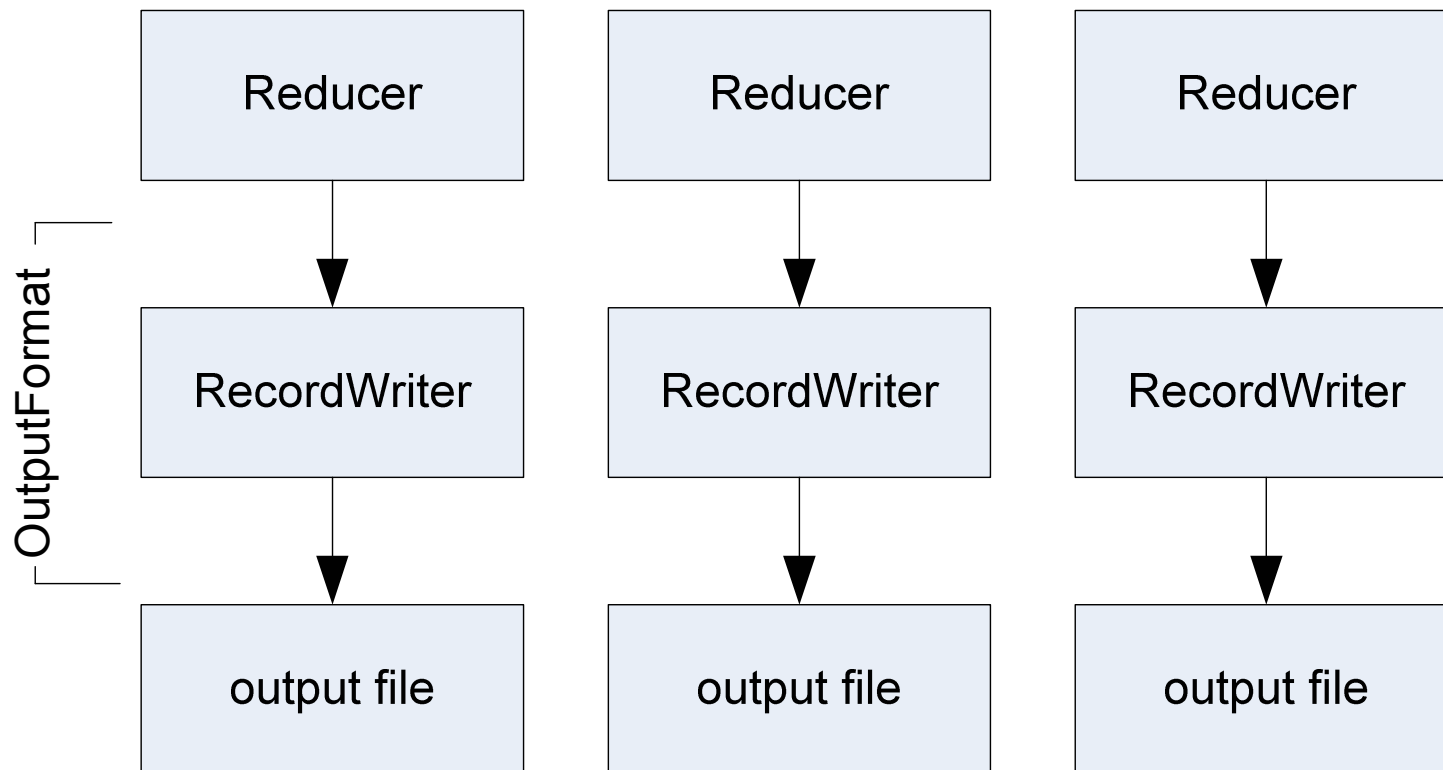 Reducer
Reducer
Reducer
OutputFormat
RecordWriter
RecordWriter
RecordWriter
output file
output file
output file